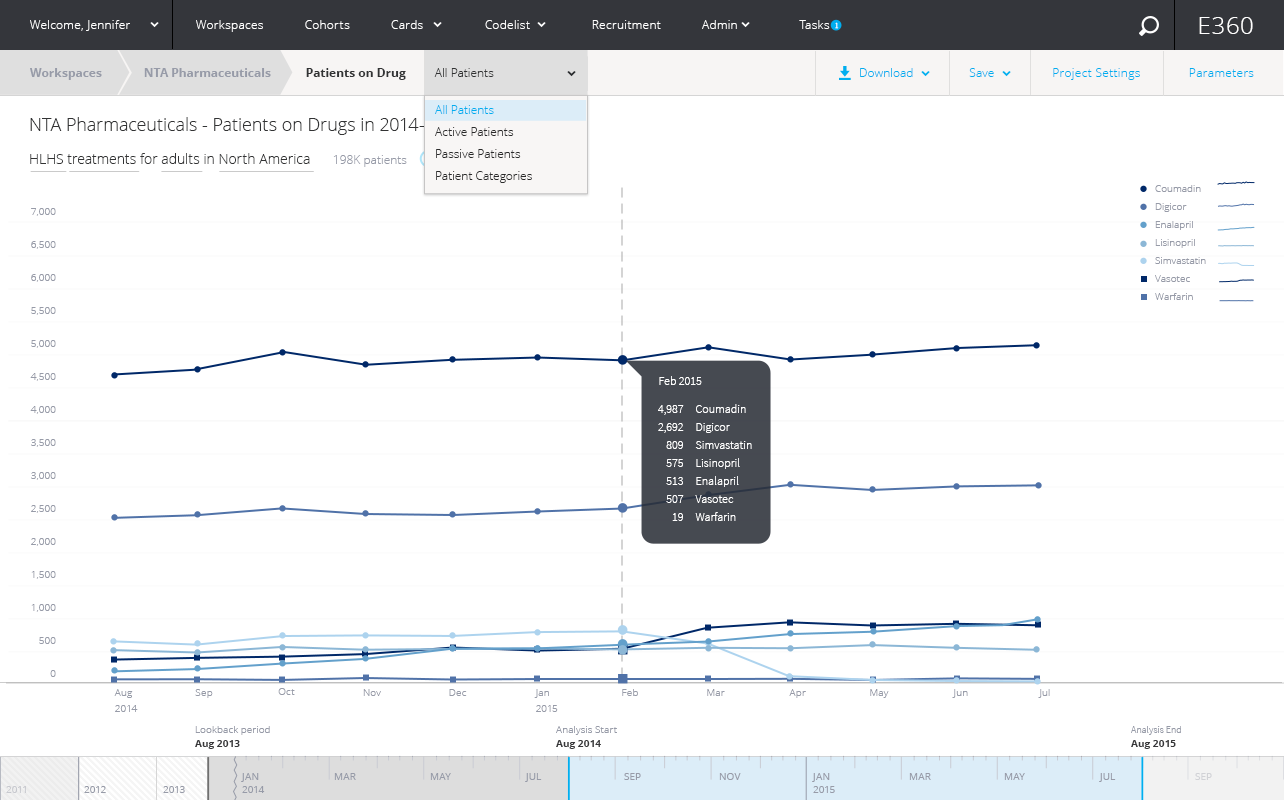 Welcome, Jennifer Workspaces Cohorts Cards Codelist Recruitment Admin Tasks E360
Workspaces NTA Pharmaceuticals Patients on Drug All Patients Download Save Project Settings Parameters
All Patients
Active Patients
Passive Patients
Patient Categories
NTA Pharmaceuticals - Patients on Drugs in 2014-
HLHS treatments for adults in North America 198K patients
Coumadin
Digicor
Enalapril
Lisinopril
Simvastatin
Vasotec
Warfarin
7,000
6,500
6,000
5,500
5,000
4,500
4,000
3,500
3,000
2,500
2,000
1,500
1,000
500
0
Feb 2015
4,987 Coumadin
2,692 Digicor
809 Simvastatin
575 Lisinopril
513 Enalapril
507 Vasotec
19 Warfarin
Aug Sep Oct Nov Dec Jan Feb Mar Apr May Jun Jul
2014 2015
Lookback period Analysis Start Analysis End
Aug 2013 Aug 2014 Aug 2015
JAN MAR MAY JUL SEP NOV JAN MAR MAY JUL SEP
2011 2012 2013 2014 2015